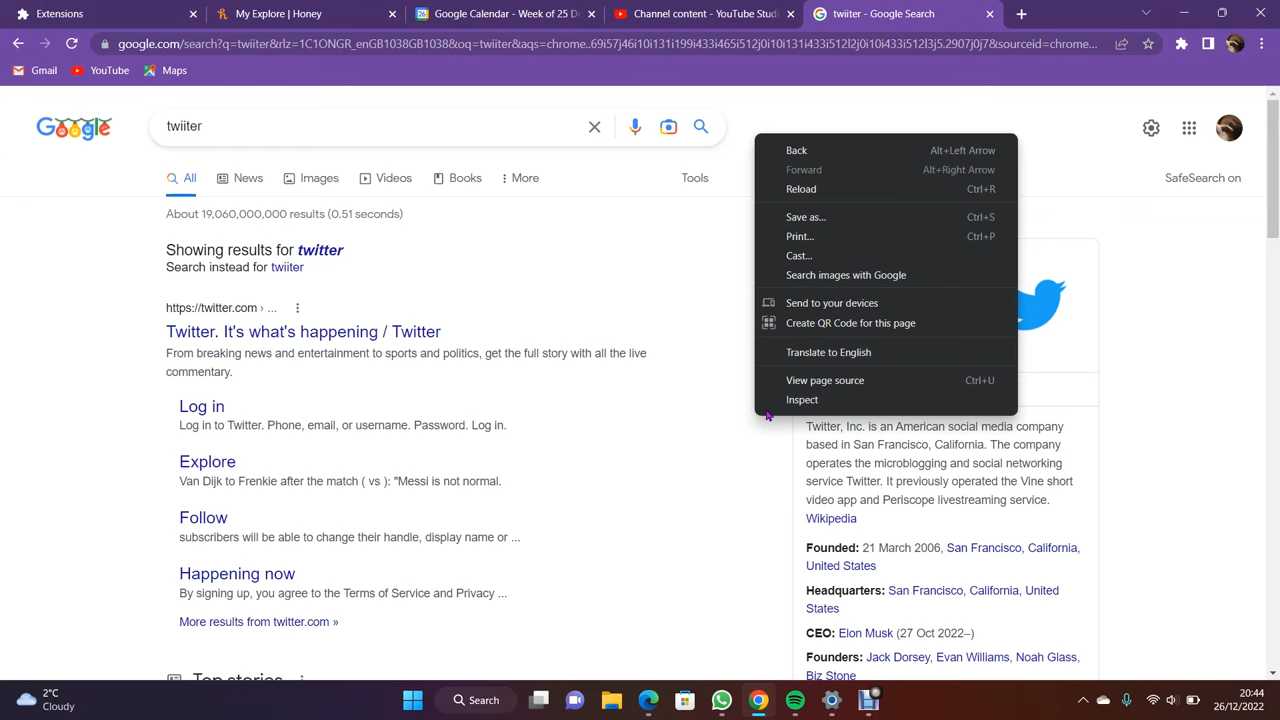 Extensions
My Explore | Honey
Google Calendar - Week of 25 De
Channel content - YouTube Studi
twiiter - Google Search
google.com/search?q=twiiter&rlz=1C1ONGR_enGB1038GB1038&oq=twiiter&aqs=chrome..69i57j46i10i131i199i433i465i512j0i10i131i433i512l2j0i10i512l3j5.2907j0j7&sourceid=chrome...
Gmail
YouTube
Maps
Google
twiiter
All
News
Images
Videos
Books
More
Tools
SafeSearch on
About 19,060,000,000 results (0.51 seconds)
Showing results for twitter
Search instead for twiiter
https://twitter.com › ...
Twitter. It's what's happening / Twitter
From breaking news and entertainment to sports and politics, get the full story with all the live
commentary.
Log in
Log in to Twitter. Phone, email, or username. Password. Log in.
Explore
Van Dijk to Frenkie after the match ( vs ): "Messi is not normal.
Follow
subscribers will be able to change their handle, display name or ...
Happening now
By signing up, you agree to the Terms of Service and Privacy ...
More results from twitter.com »
Top stories
Back Alt+Left Arrow
Forward Alt+Right Arrow
Reload Ctrl+R
Save as... Ctrl+S
Print... Ctrl+P
Cast...
Search images with Google
Send to your devices
Create QR Code for this page
Translate to English
View page source Ctrl+U
Inspect
Twitter, Inc. is an American social media company
based in San Francisco, California. The company
operates the microblogging and social networking
service Twitter. It previously operated the Vine short
video app and Periscope livestreaming service.
Wikipedia
Founded: 21 March 2006, San Francisco, California,
United States
Headquarters: San Francisco, California, United
States
CEO: Elon Musk (27 Oct 2022–)
Founders: Jack Dorsey, Evan Williams, Noah Glass,
Biz Stone
2°C
Cloudy
Search
20:44
26/12/2022